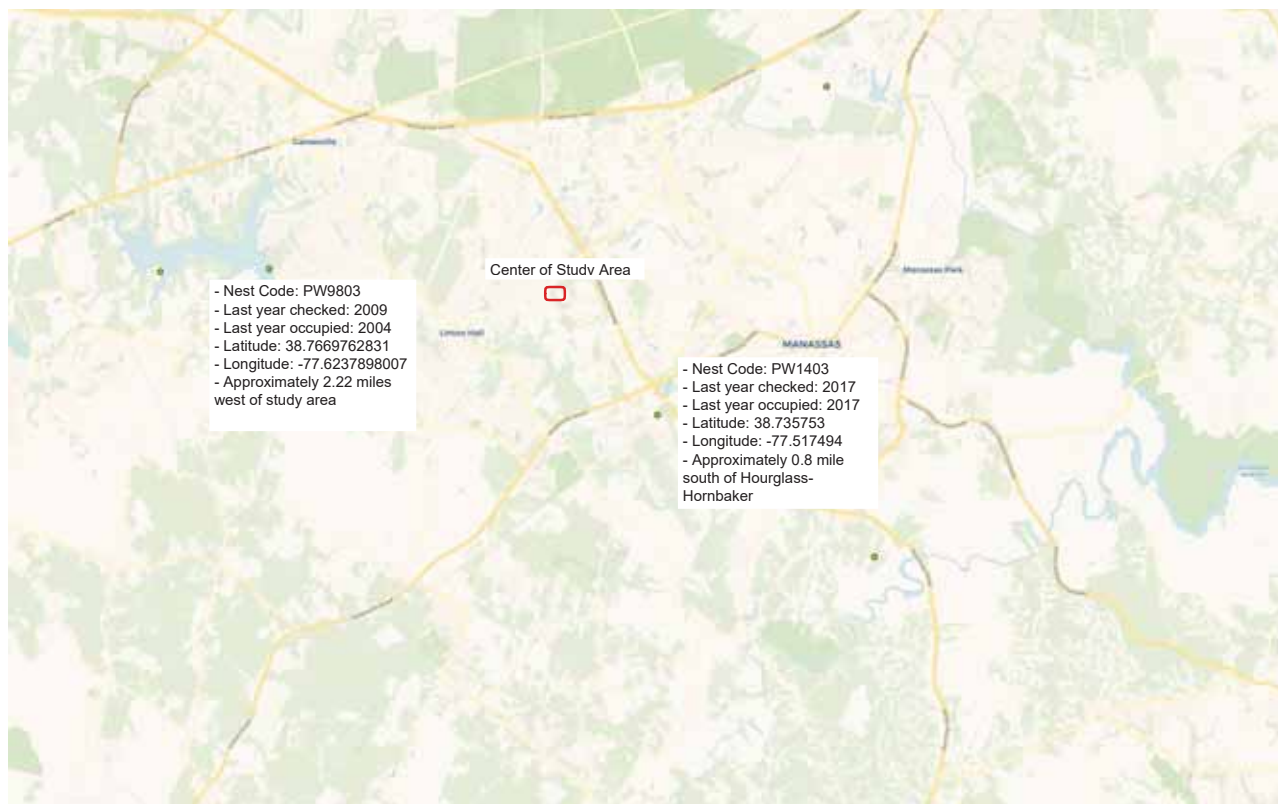 Gainesville
Center of Study Area
Manassas Park
- Nest Code: PW9803
- Last year checked: 2009
- Last year occupied: 2004
- Latitude: 38.7669762831
- Longitude: -77.6237898007
- Approximately 2.22 miles
west of study area
Linton Hall
MANASSAS
- Nest Code: PW1403
- Last year checked: 2017
- Last year occupied: 2017
- Latitude: 38.735753
- Longitude: -77.517494
- Approximately 0.8 mile
south of Hourglass-
Hornbaker